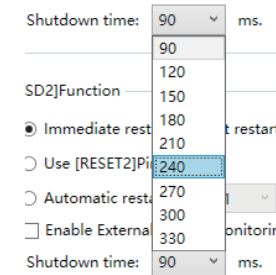 Shutdown time: 90 ms.
90
120
SD2]Function
150
180
Immediate rest t restart
210
Use [RESET2]Pi
240
Automatic resta
270
300
Enable External onitorin
330
Shutdown time: 90 ms.